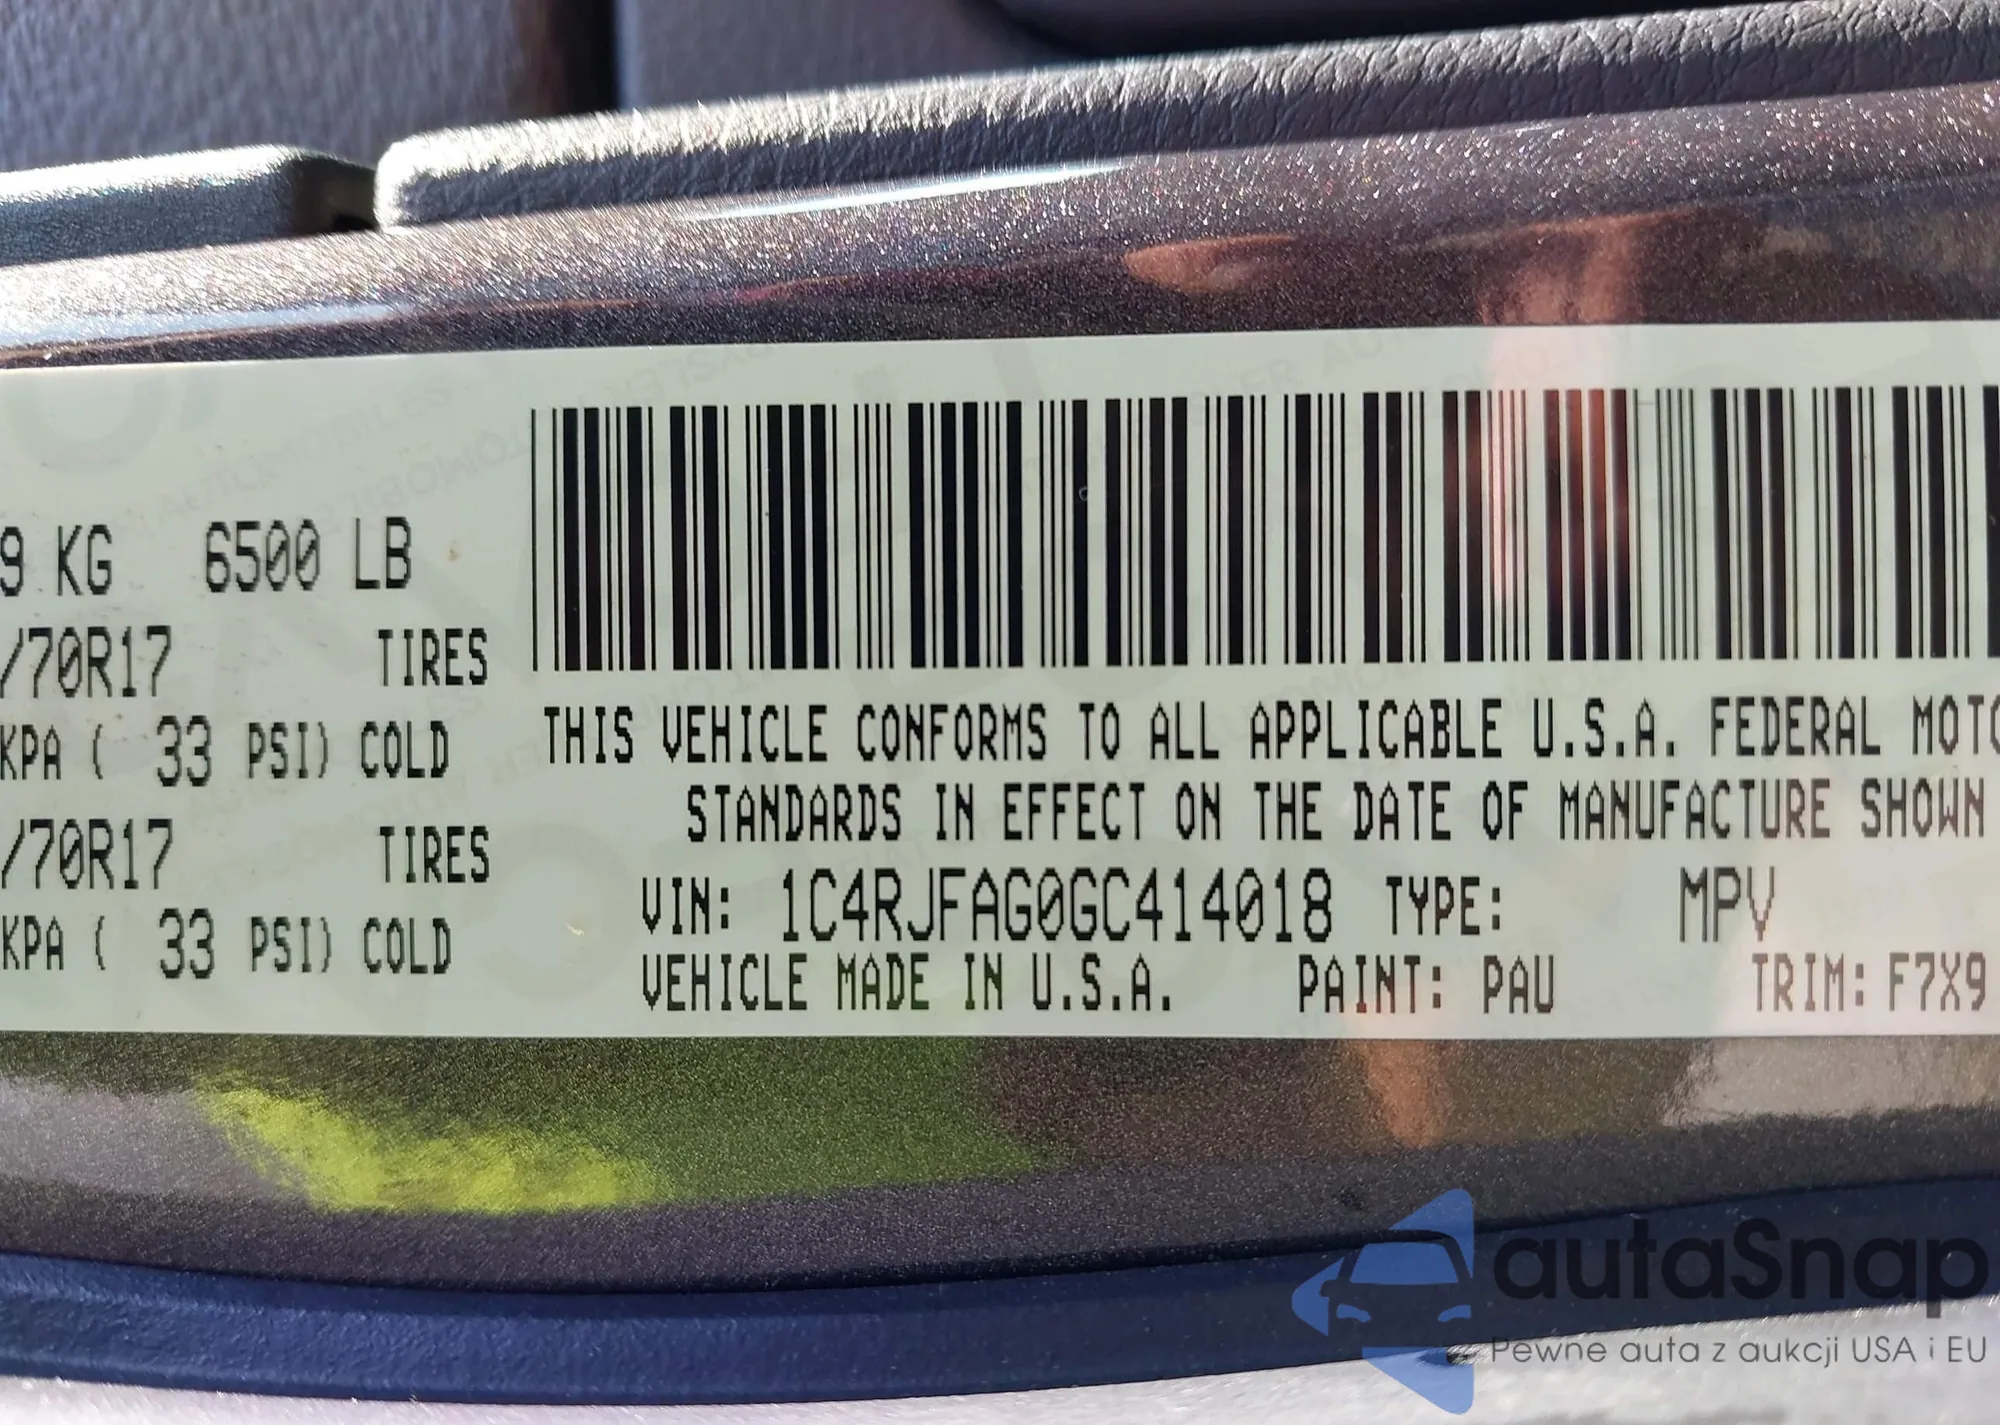 9 KG 6500 LB
/70R17 TIRES
KPA ( 33 PSI) COLD
/70R17 TIRES
KPA ( 33 PSI) COLD
THIS VEHICLE CONFORMS TO ALL APPLICABLE U.S.A. FEDERAL MOTO
STANDARDS IN EFFECT ON THE DATE OF MANUFACTURE SHOWN
VIN: 1C4RJFAG0GC414018 TYPE: MPV
VEHICLE MADE IN U.S.A. PAINT: PAU TRIM: F7X9
autaSnap
Pewne auta z aukcji USA i EU